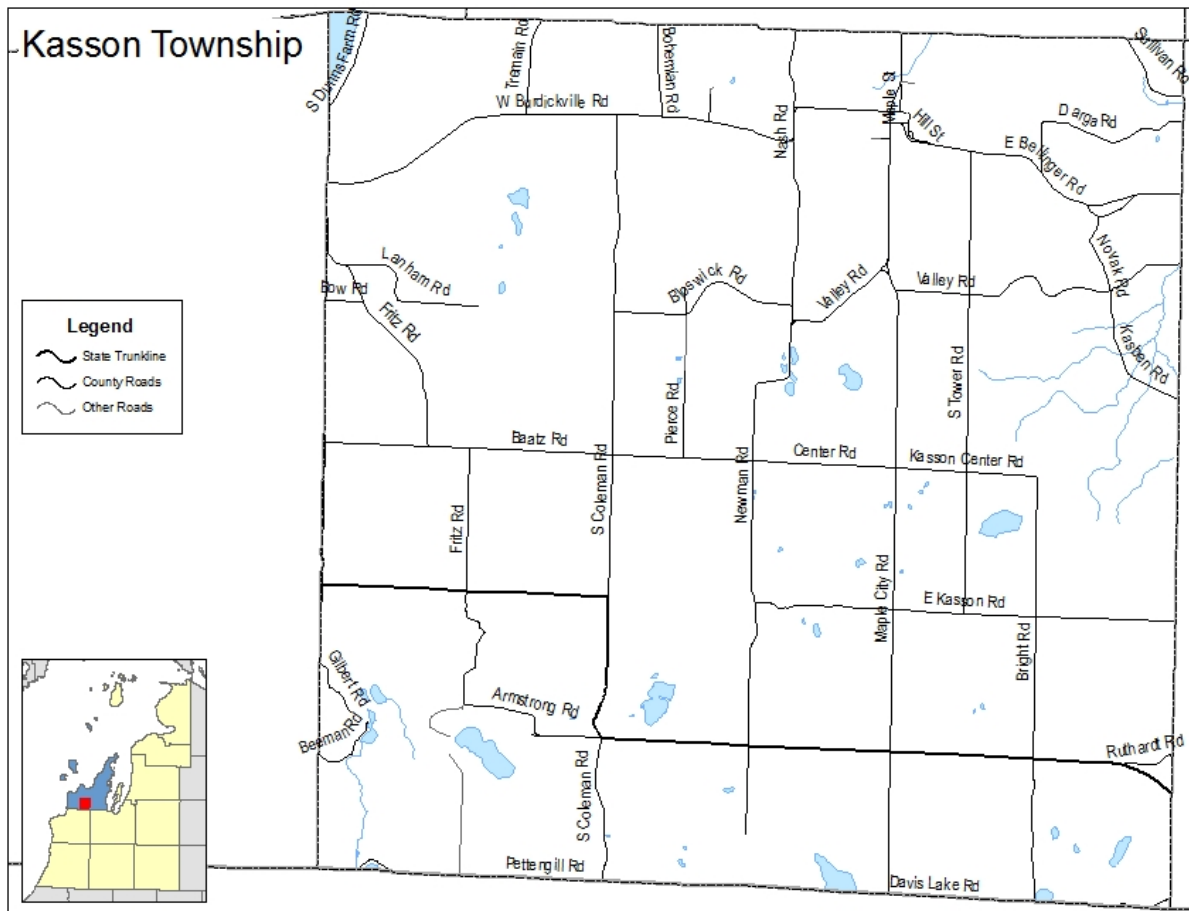 Kasson Township
S Dunns Farm Rd
Tremain Rd
Bohemian Rd
W Burdickville Rd
Nash Rd
Maple St
Hill St
Sullivan Rd
Darga Rd
E Bellinger Rd
Lanham Rd
Bow Rd
Fritz Rd
Valley Rd
Valley Rd
Novak Rd
Kasben Rd
Legend
State Trunkline
County Roads
Other Roads
S Tower Rd
Pierce Rd
Baatz Rd
S Coleman Rd
Newman Rd
Center Rd
Kasson Center Rd
Fritz Rd
Maple City Rd
E Kasson Rd
Bright Rd
Gilbert Rd
Beeman Rd
Armstrong Rd
Ruthardt Rd
S Coleman Rd
Pettengill Rd
Davis Lake Rd